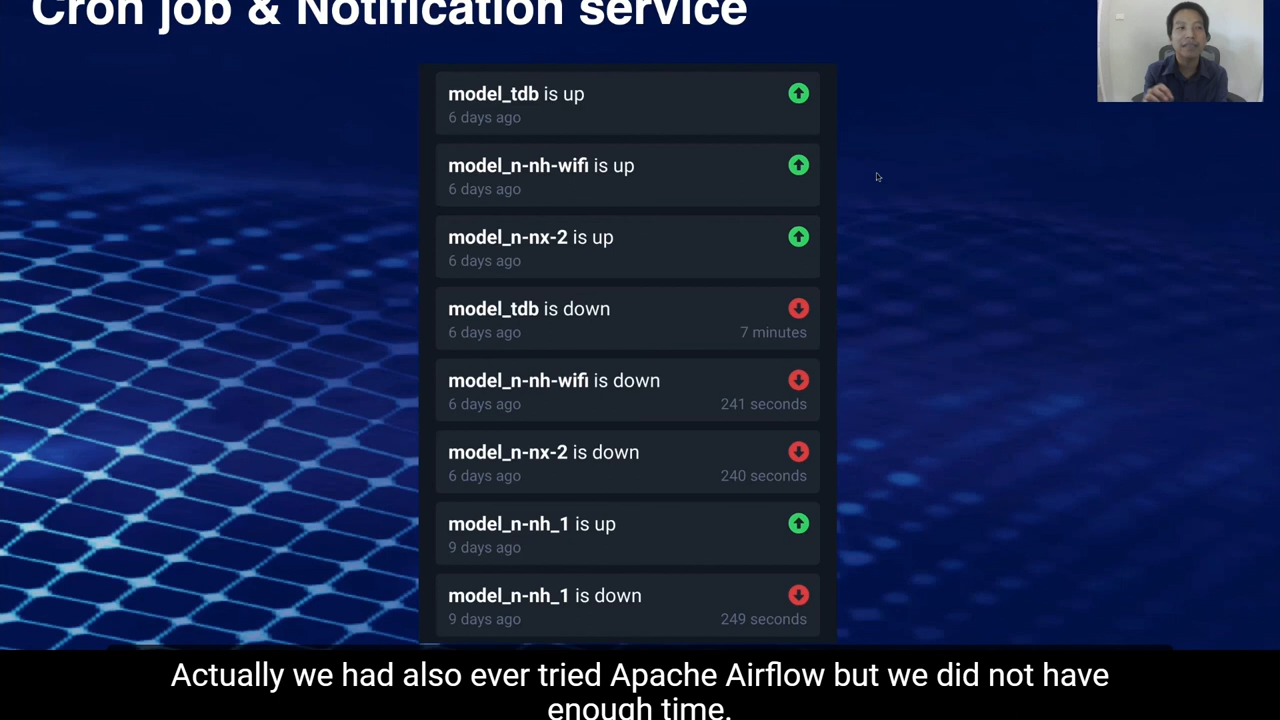 Cron job & Notification service
model_tdb is up
6 days ago
model_n-nh-wifi is up
6 days ago
model_n-nx-2 is up
6 days ago
model_tdb is down
6 days ago 7 minutes
model_n-nh-wifi is down
6 days ago 241 seconds
model_n-nx-2 is down
6 days ago 240 seconds
model_n-nh_1 is up
9 days ago
model_n-nh_1 is down
9 days ago 249 seconds
Actually we had also ever tried Apache Airflow but we did not have
enough time.